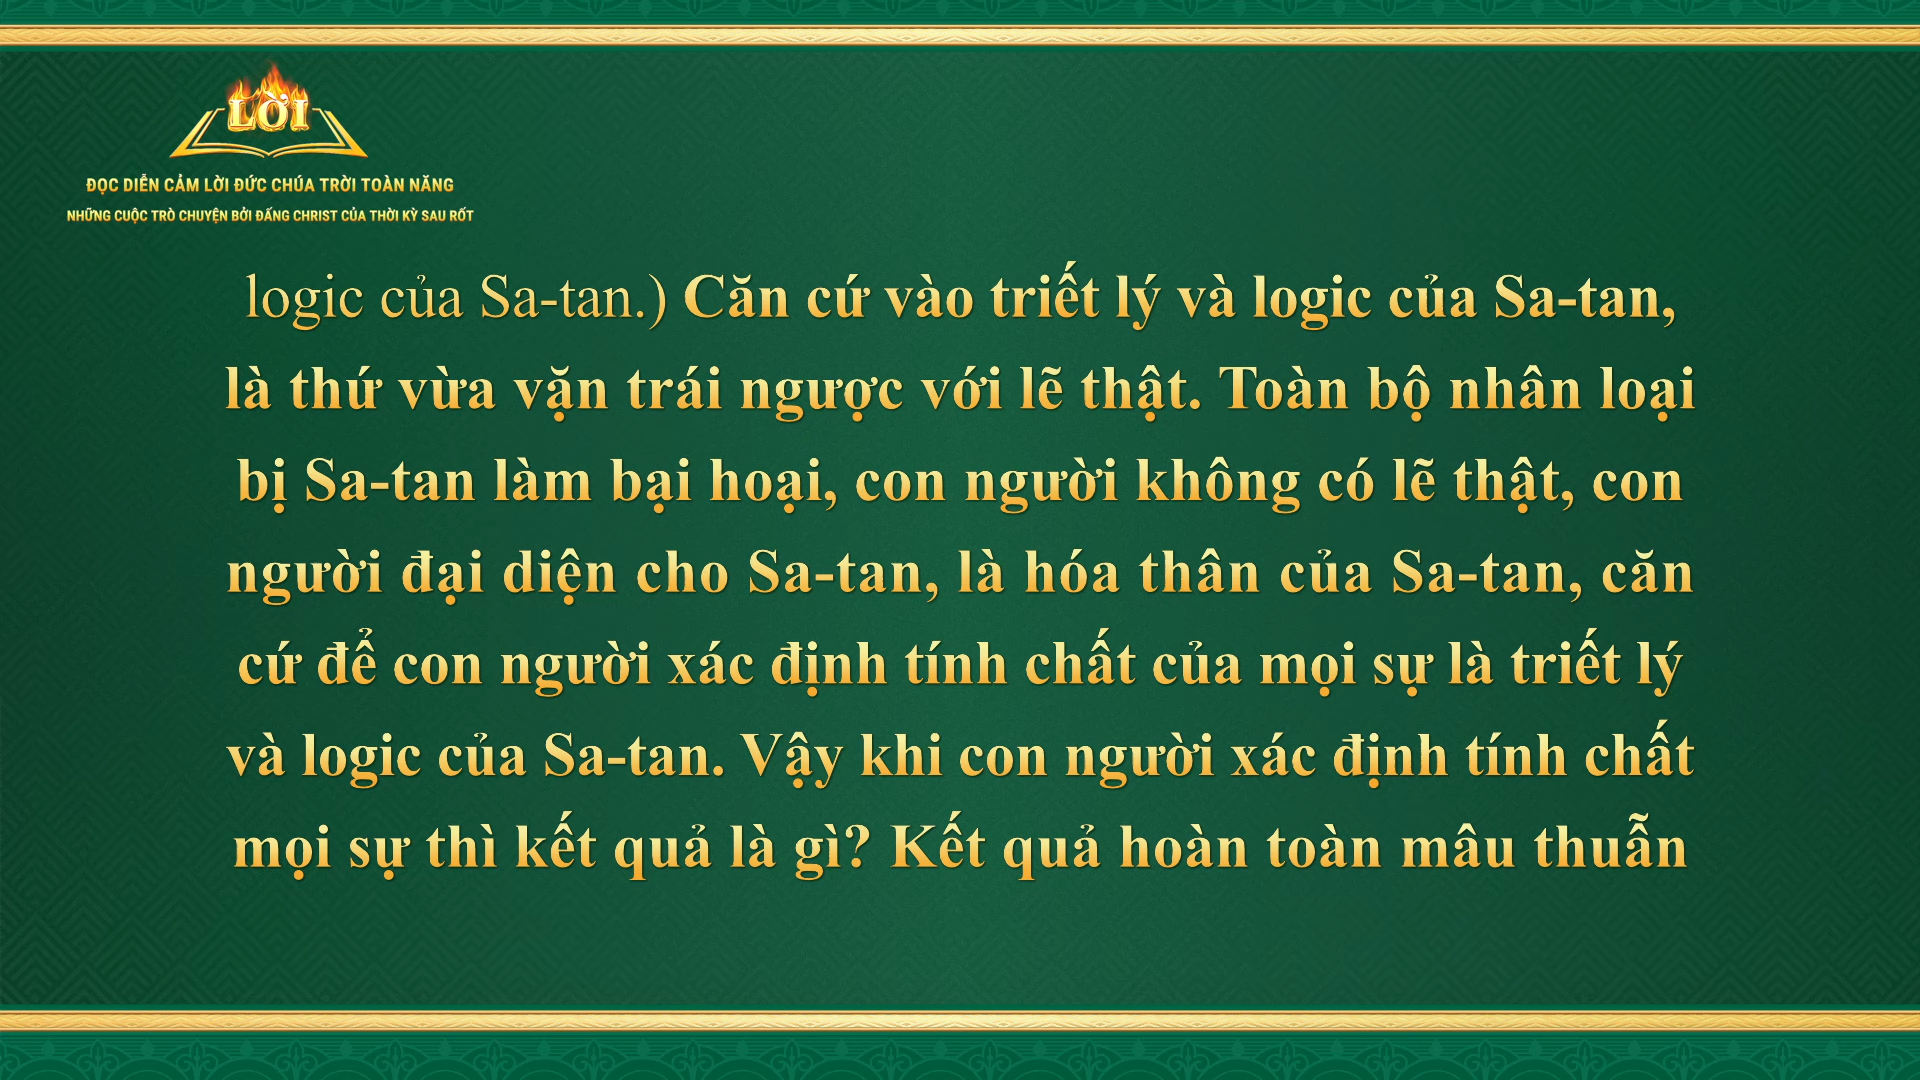 LỜI
ĐỌC DIỄN CẢM LỜI ĐỨC CHÚA TRỜI TOÀN NĂNG
NHỮNG CUỘC TRÒ CHUYỆN BỞI ĐẤNG CHRIST CỦA THỜI KỲ SAU RỐT
logic của Sa-tan.) Căn cứ vào triết lý và logic của Sa-tan,
là thứ vừa vặn trái ngược với lẽ thật. Toàn bộ nhân loại
bị Sa-tan làm bại hoại, con người không có lẽ thật, con
người đại diện cho Sa-tan, là hóa thân của Sa-tan, căn
cứ để con người xác định tính chất của mọi sự là triết lý
và logic của Sa-tan. Vậy khi con người xác định tính chất
mọi sự thì kết quả là gì? Kết quả hoàn toàn mâu thuẫn